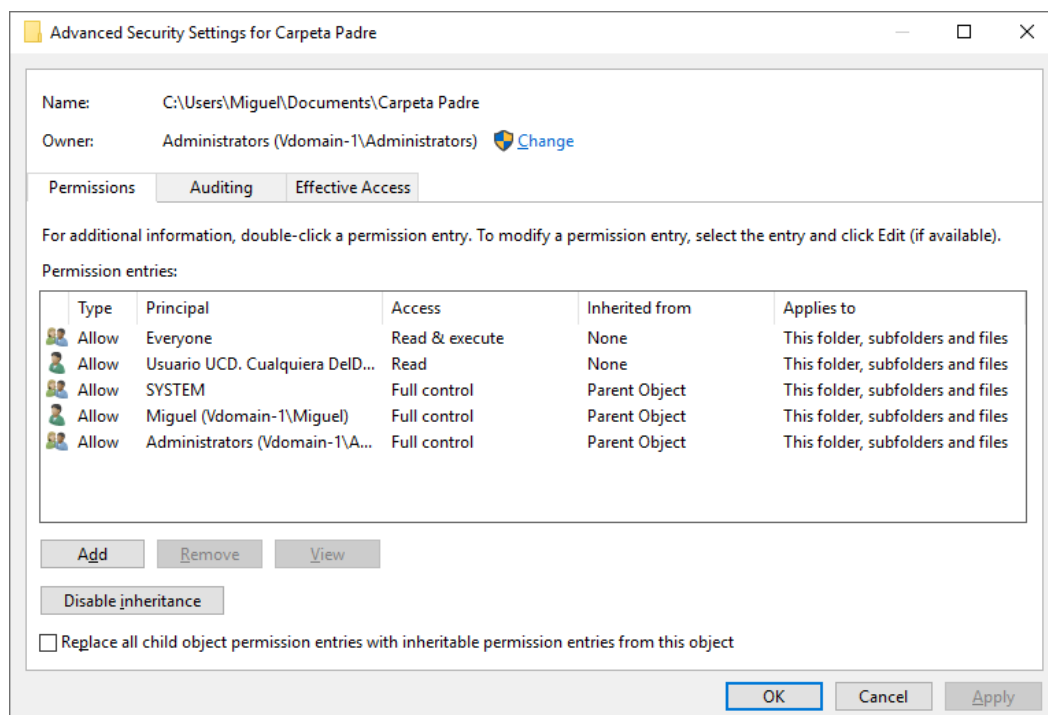 Advanced Security Settings for Carpeta Padre
Name: C:\Users\Miguel\Documents\Carpeta Padre
Owner: Administrators (Vdomain-1\Administrators) Change
Permissions Auditing Effective Access
For additional information, double-click a permission entry. To modify a permission entry, select the entry and click Edit (if available).
Permission entries:
Type Principal Access Inherited from Applies to
Allow Everyone Read & execute None This folder, subfolders and files
Allow Usuario UCD. Cualquiera DelD... Read None This folder, subfolders and files
Allow SYSTEM Full control Parent Object This folder, subfolders and files
Allow Miguel (Vdomain-1\Miguel) Full control Parent Object This folder, subfolders and files
Allow Administrators (Vdomain-1\A... Full control Parent Object This folder, subfolders and files
Add Remove View
Disable inheritance
Replace all child object permission entries with inheritable permission entries from this object
OK Cancel Apply